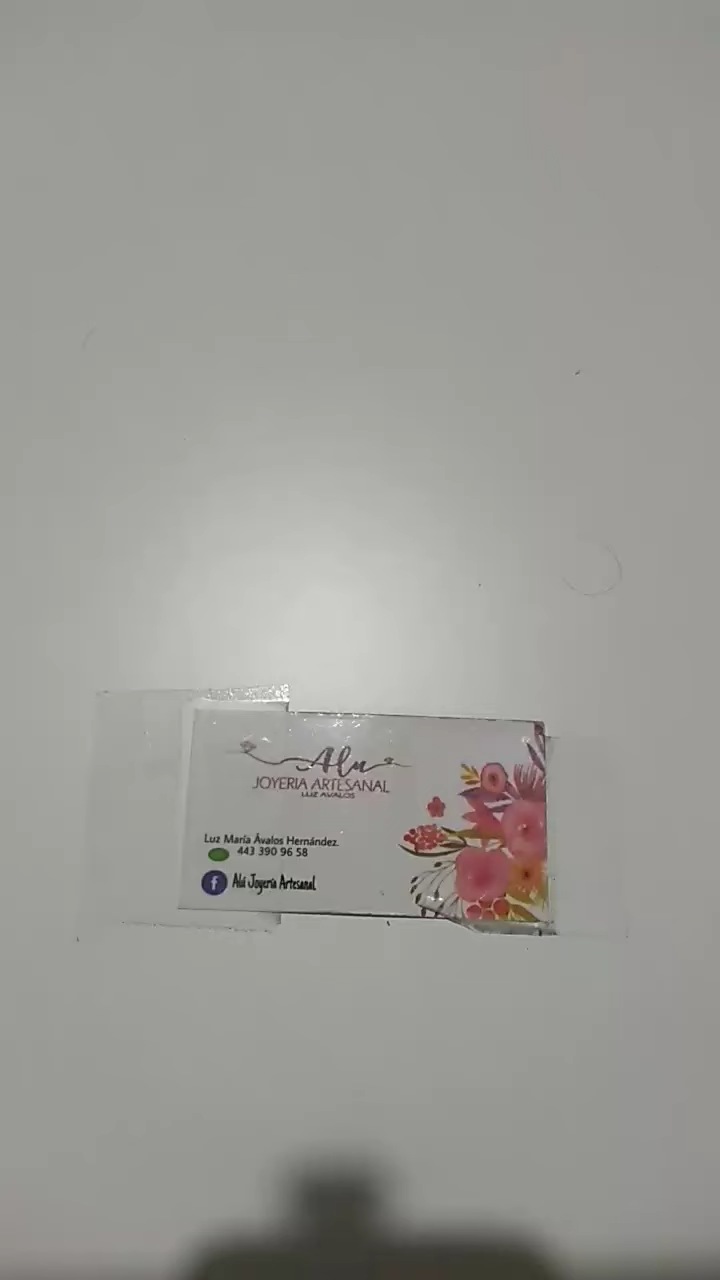 Alu
JOYERIA ARTESANAL
LUZ AVALOS
Luz María Ávalos Hernández.
443 390 96 58
f Alú Joyería Artesanal